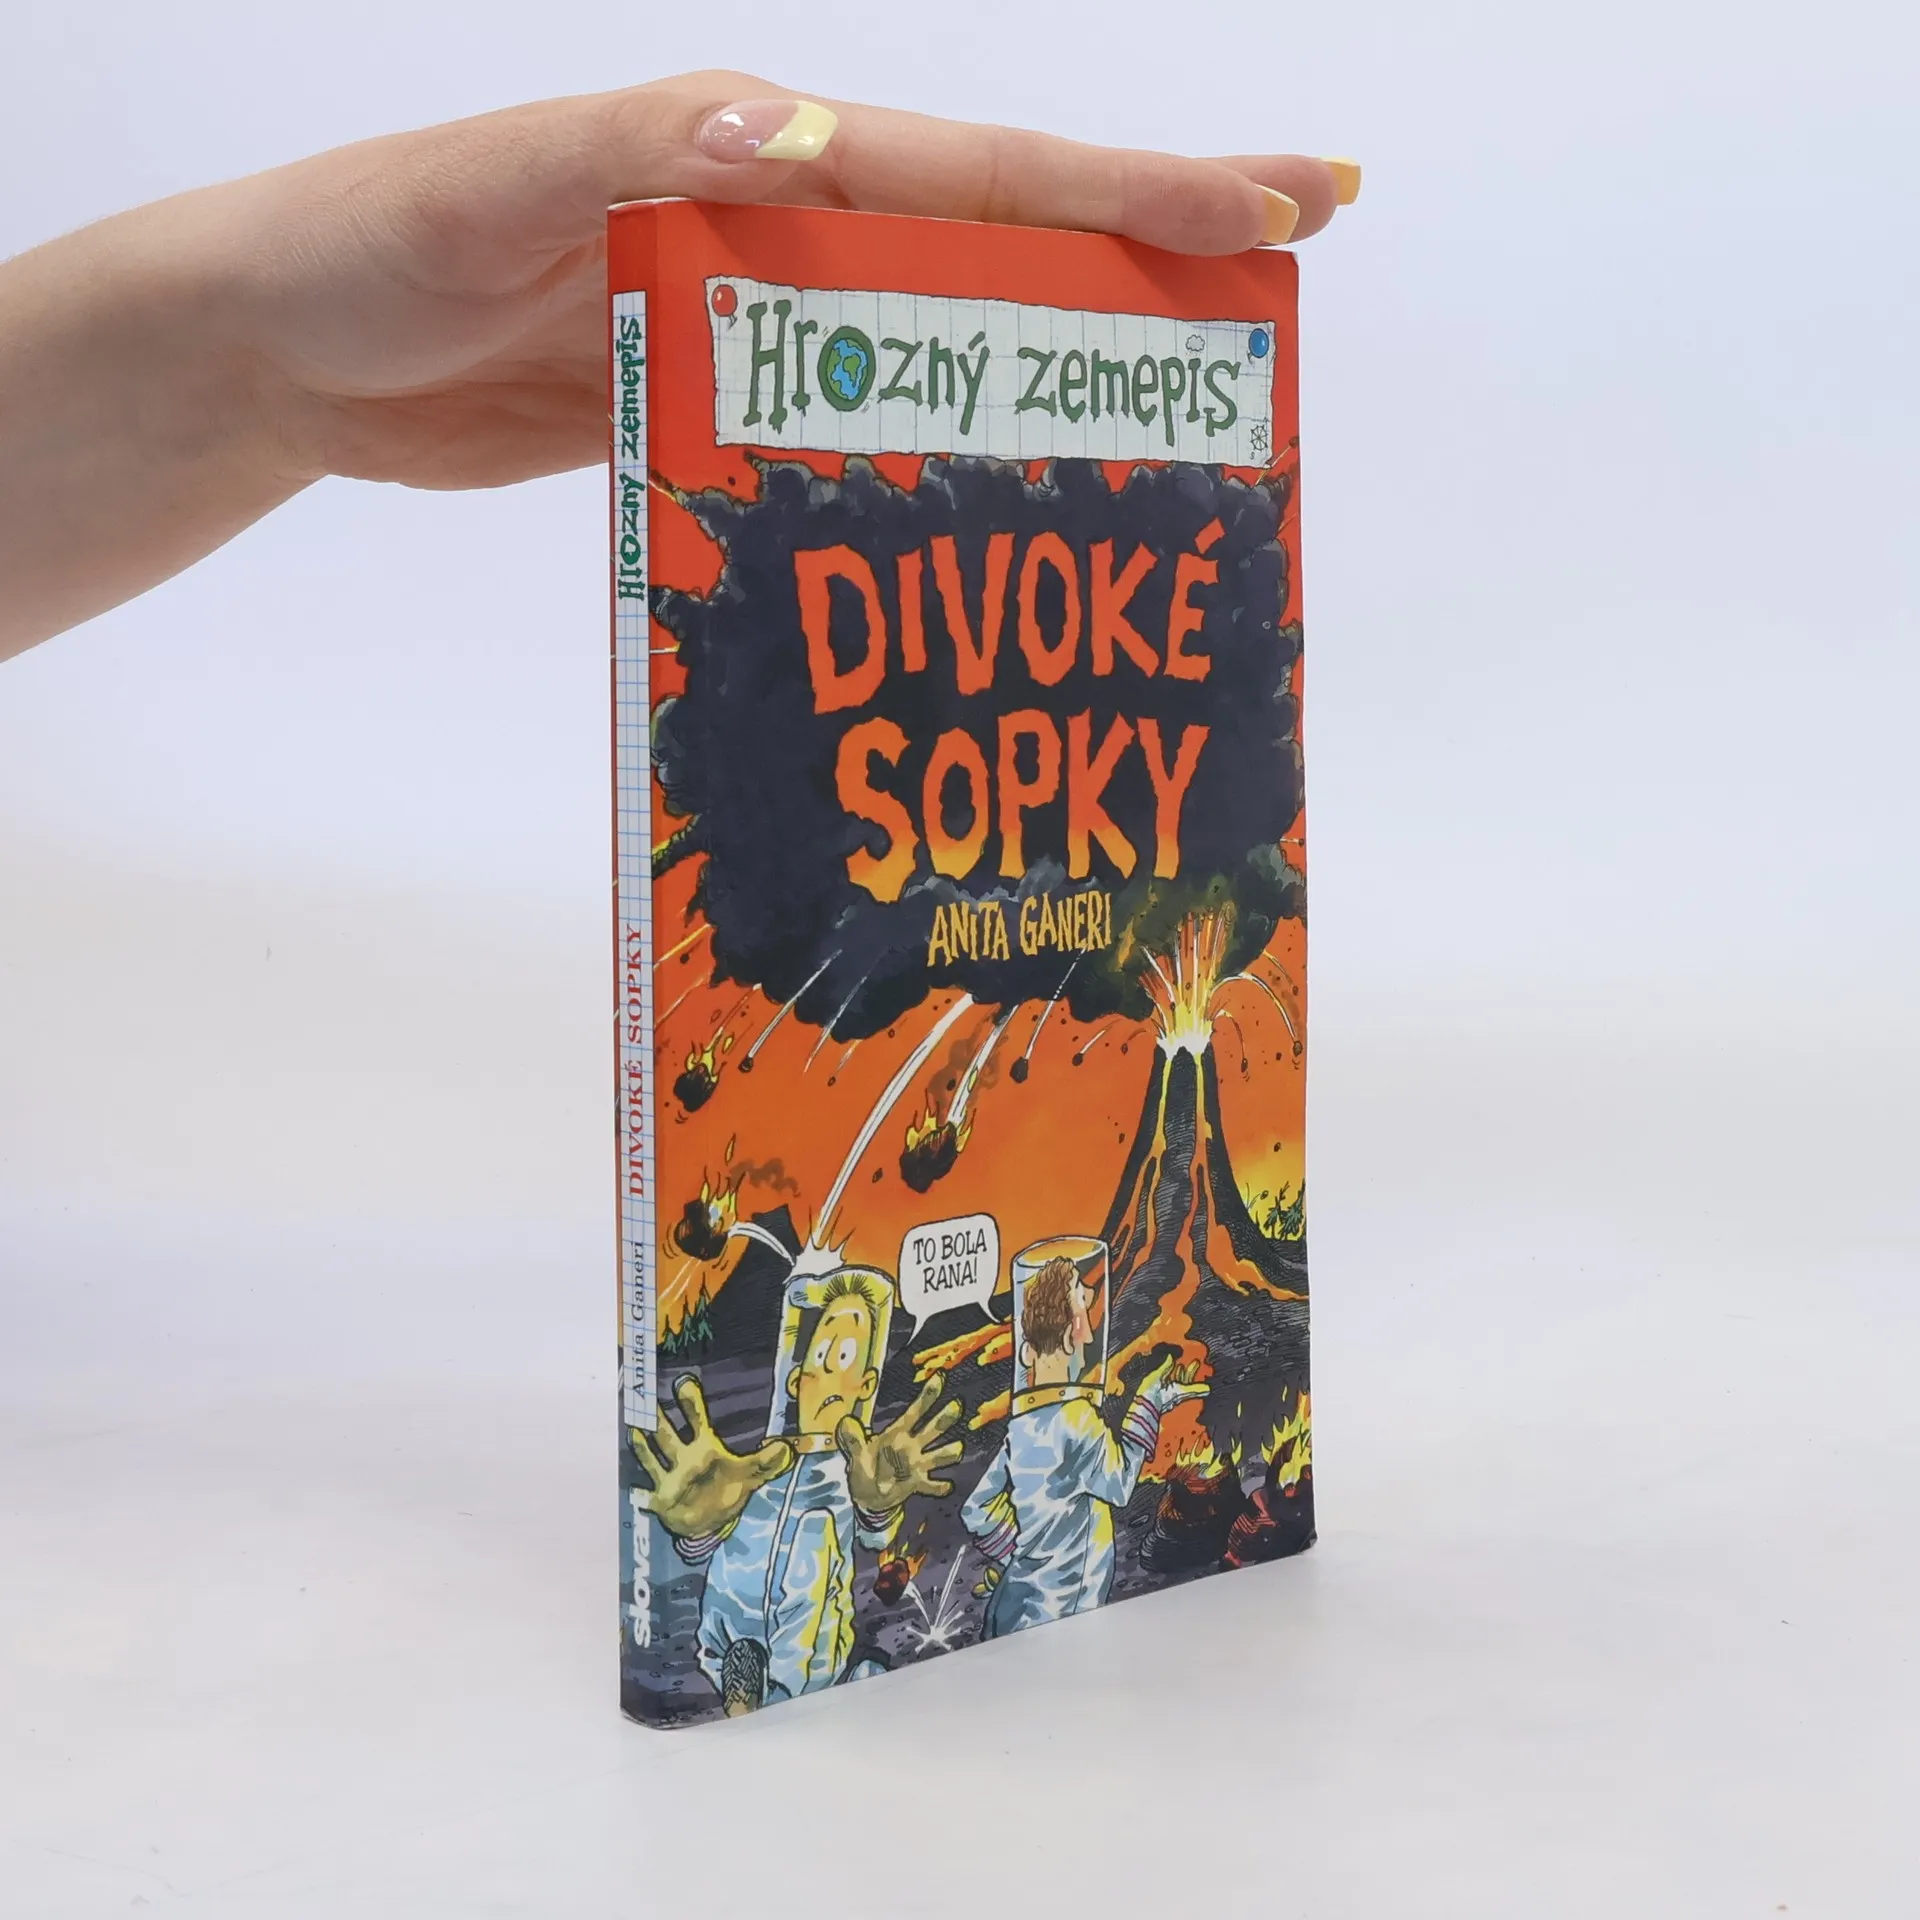 Hrozný zemepis
DIVOKÉ
SOPKY
ANITA GANERI
TO BOLA
RANA!
Hrozný zemepis
DIVOKÉ SOPKY
Anita Ganeri
slovart